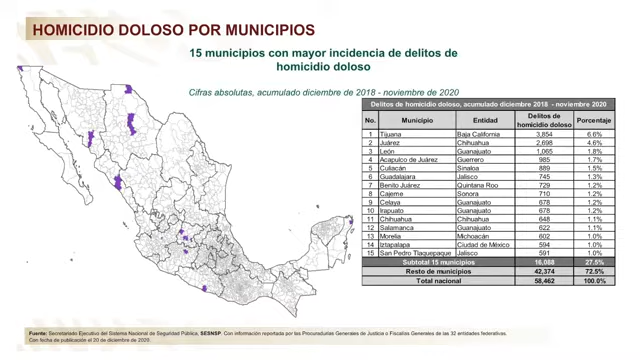 HOMICIDIO DOLOSO POR MUNICIPIOS
15 municipios con mayor incidencia de delitos de
homicidio doloso
Cifras absolutas, acumulado diciembre de 2018 - noviembre de 2020
Delitos de homicidio doloso, acumulado diciembre 2018 - noviembre 2020
No. Municipio Entidad Delitos de homicidio doloso Porcentaje
1 Tijuana Baja California 3,854 6.6%
2 Juárez Chihuahua 2,698 4.6%
3 León Guanajuato 1,065 1.8%
4 Acapulco de Juárez Guerrero 985 1.7%
5 Culiacán Sinaloa 889 1.5%
6 Guadalajara Jalisco 745 1.3%
7 Benito Juárez Quintana Roo 729 1.2%
8 Cajeme Sonora 710 1.2%
9 Celaya Guanajuato 678 1.2%
10 Irapuato Guanajuato 678 1.2%
11 Chihuahua Chihuahua 648 1.1%
12 Salamanca Guanajuato 622 1.1%
13 Morelia Michoacán 602 1.0%
14 Iztapalapa Ciudad de México 594 1.0%
15 San Pedro Tlaquepaque Jalisco 591 1.0%
Subtotal 15 municipios 16,088 27.5%
Resto de municipios 42,374 72.5%
Total nacional 58,462 100.0%
Fuente: Secretariado Ejecutivo del Sistema Nacional de Seguridad Pública, SESNSP. Con información reportada por las Procuradurías Generales de Justicia o Fiscalías Generales de las 32 entidades federativas.
Con fecha de publicación el 20 de diciembre de 2020.